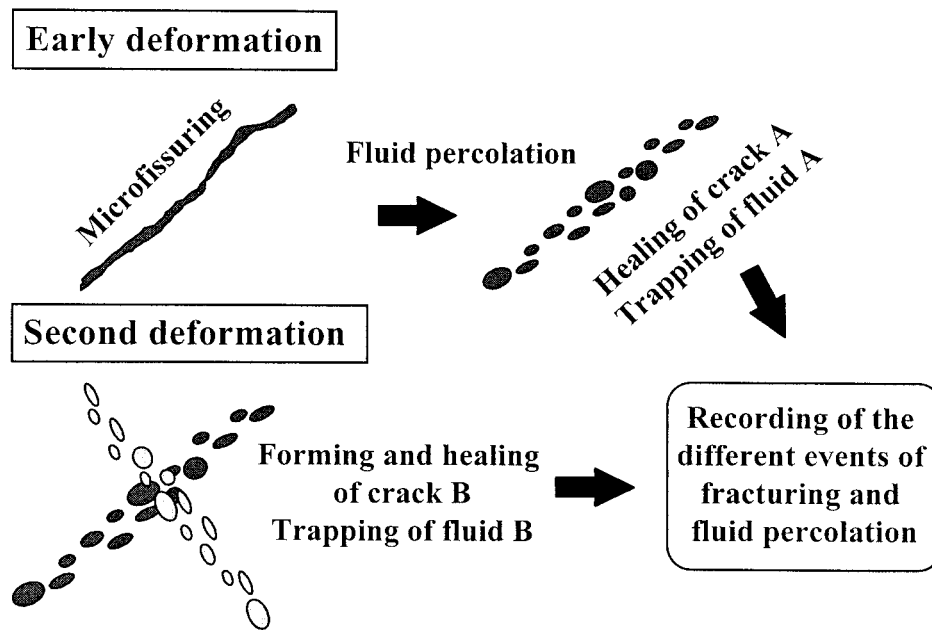 Early deformation
Microfissuring
Fluid percolation
Healing of crack A
Trapping of fluid A
Second deformation
Forming and healing
of crack B
Trapping of fluid B
Recording of the
different events of
fracturing and
fluid percolation